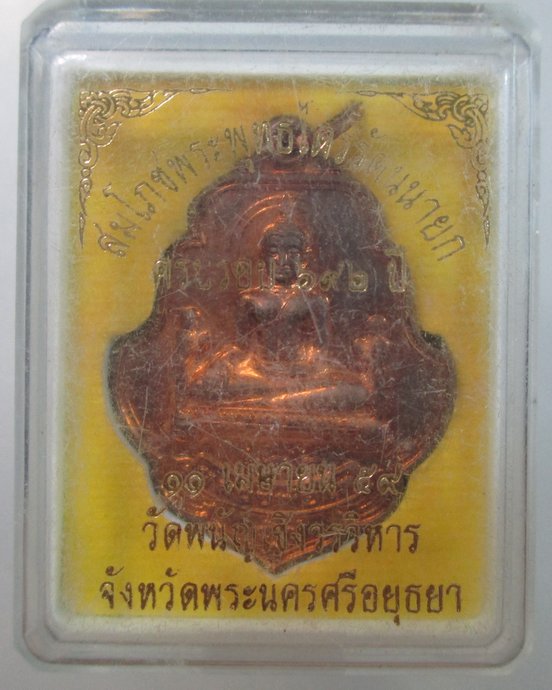 สมโภชพระพุทธไตรรัตนนายก
ครบรอบ ๖๙๒ ปี
๑๑ เมษายน ๕๙
วัดพนัญเชิงวรวิหาร
จังหวัดพระนครศรีอยุธยา